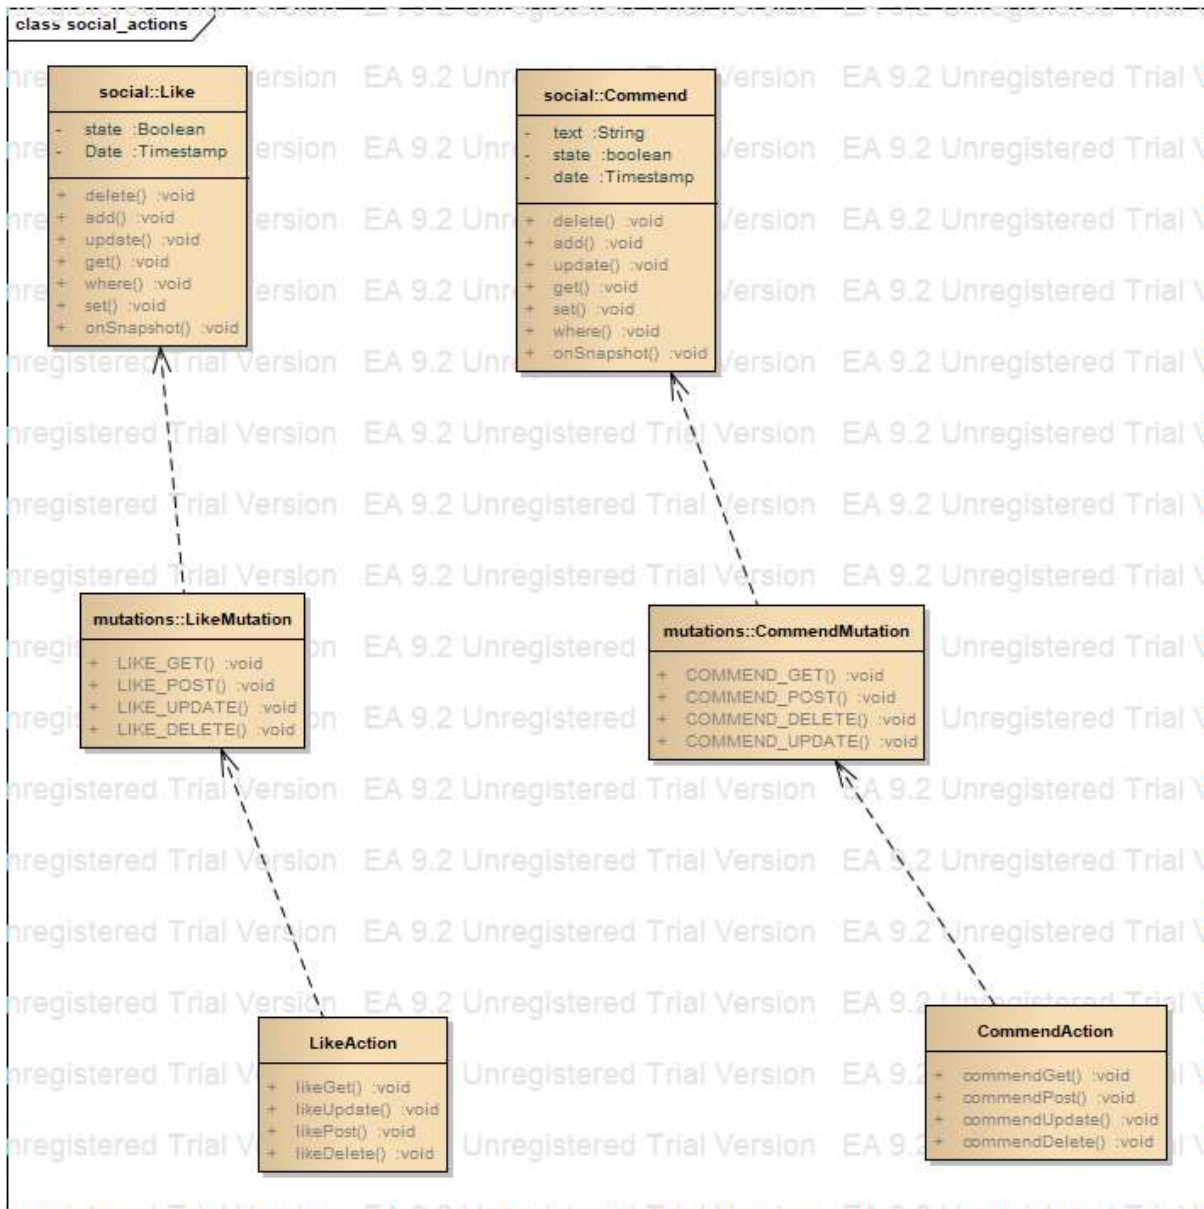 class social_actions
social::Like
- state :Boolean
- Date :Timestamp
+ delete() :void
+ add() :void
+ update() :void
+ get() :void
+ where() :void
+ set() :void
+ onSnapshot() :void
social::Commend
- text :String
- state :boolean
- date :Timestamp
+ delete() :void
+ add() :void
+ update() :void
+ get() :void
+ set() :void
+ where() :void
+ onSnapshot() :void
mutations::LikeMutation
+ LIKE_GET() :void
+ LIKE_POST() :void
+ LIKE_UPDATE() :void
+ LIKE_DELETE() :void
mutations::CommendMutation
+ COMMEND_GET() :void
+ COMMEND_POST() :void
+ COMMEND_DELETE() :void
+ COMMEND_UPDATE() :void
LikeAction
+ likeGet() :void
+ likeUpdate() :void
+ likePost() :void
+ likeDelete() :void
CommendAction
+ commendGet() :void
+ commendPost() :void
+ commendUpdate() :void
+ commendDelete() :void
EA 9.2 Unregistered Trial Version